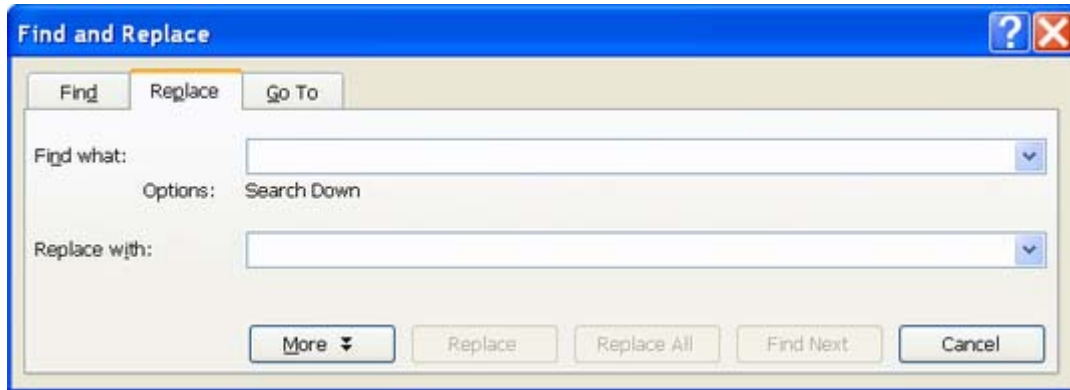 Find and Replace
Find Replace Go To
Find what:
Options: Search Down
Replace with:
More Replace Replace All Find Next Cancel